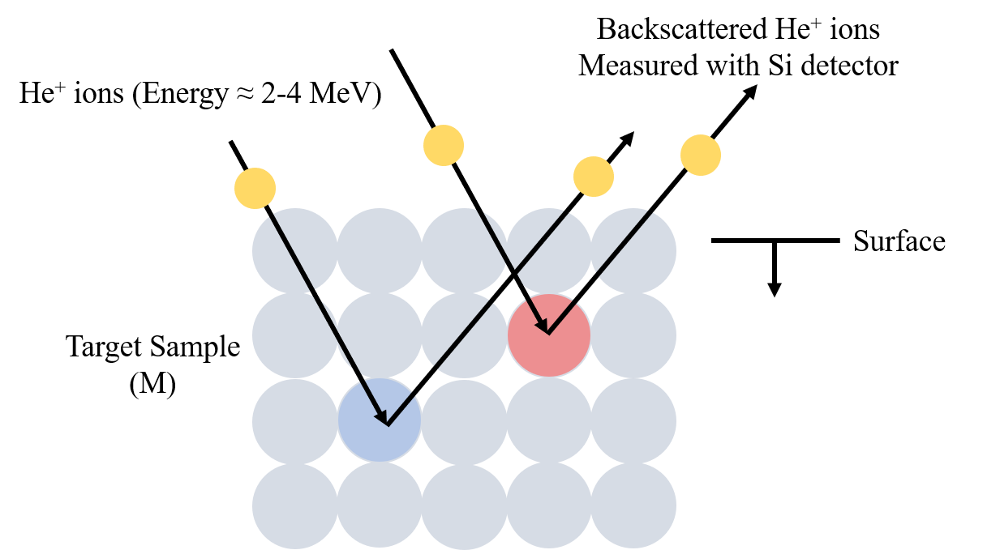 Backscattered He⁺ ions
Measured with Si detector
He⁺ ions (Energy ≈ 2-4 MeV)
Surface
Target Sample
(M)